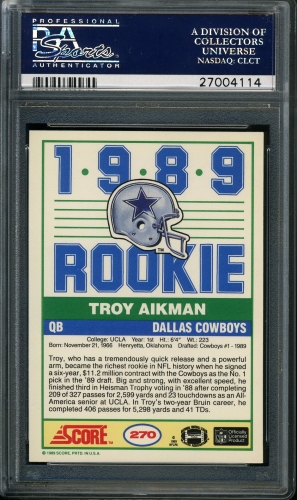 PROFESSIONAL
PSA
Sports
AUTHENTICATOR
A DIVISION OF
COLLECTORS
UNIVERSE
NASDAQ: CLCT
27004114
1•9•8•9
TM
ROOKIE
TROY AIKMAN
QB DALLAS COWBOYS
College: UCLA Year: 1st Ht.: 6'4" Wt.: 223
Born: November 21, 1966 Henryetta, Oklahoma Drafted: Cowboys #1 - 1989
Troy, who has a tremendously quick release and a powerful
arm, became the richest rookie in NFL history when he signed
a six-year, $11.2 million contract with the Cowboys as the No. 1
pick in the '89 draft. Big and strong, with excellent speed, he
finished third in Heisman Trophy voting in '88 after completing
209 of 327 passes for 2,599 yards and 23 touchdowns as an All-
America senior at UCLA. In Troy's two-year Bruin career, he
completed 406 passes for 5,298 yards and 41 TDs.
SCORE 270
Officially
Licensed
Product
© 1989 SCORE, PRTD. IN U.S.A.